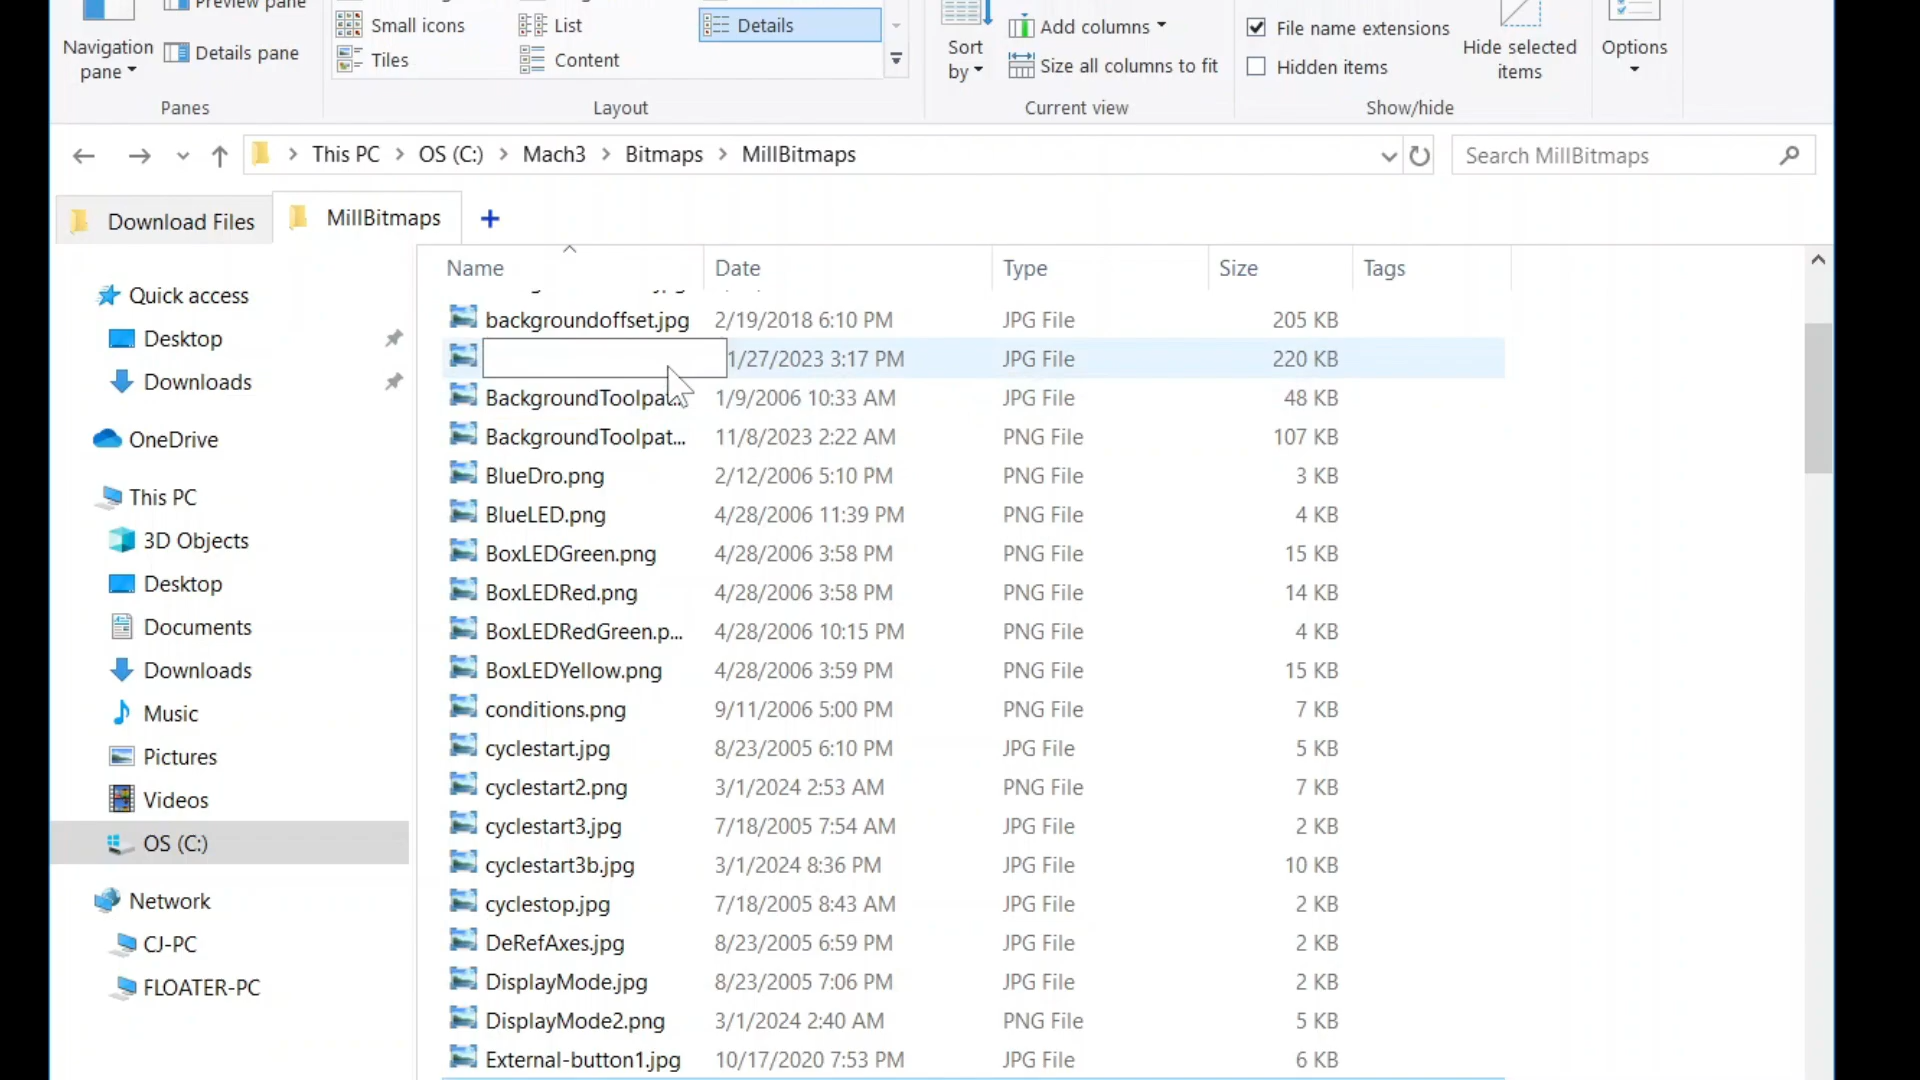 Preview pane
Small icons
List
Details
Add columns
File name extensions
Navigation pane
Details pane
Tiles
Content
Sort by
Size all columns to fit
Hidden items
Hide selected items
Options
Panes
Layout
Current view
Show/hide
This PC > OS (C:) > Mach3 > Bitmaps > MillBitmaps
Search MillBitmaps
Download Files
MillBitmaps
+
Quick access
Desktop
Downloads
OneDrive
This PC
3D Objects
Desktop
Documents
Downloads
Music
Pictures
Videos
OS (C:)
Network
CJ-PC
FLOATER-PC
Name Date Type Size Tags
backgroundoffset.jpg 2/19/2018 6:10 PM JPG File 205 KB
1/27/2023 3:17 PM JPG File 220 KB
BackgroundToolpat... 1/9/2006 10:33 AM JPG File 48 KB
BackgroundToolpat... 11/8/2023 2:22 AM PNG File 107 KB
BlueDro.png 2/12/2006 5:10 PM PNG File 3 KB
BlueLED.png 4/28/2006 11:39 PM PNG File 4 KB
BoxLEDGreen.png 4/28/2006 3:58 PM PNG File 15 KB
BoxLEDRed.png 4/28/2006 3:58 PM PNG File 14 KB
BoxLEDRedGreen.p... 4/28/2006 10:15 PM PNG File 4 KB
BoxLEDYellow.png 4/28/2006 3:59 PM PNG File 15 KB
conditions.png 9/11/2006 5:00 PM PNG File 7 KB
cyclestart.jpg 8/23/2005 6:10 PM JPG File 5 KB
cyclestart2.png 3/1/2024 2:53 AM PNG File 7 KB
cyclestart3.jpg 7/18/2005 7:54 AM JPG File 2 KB
cyclestart3b.jpg 3/1/2024 8:36 PM JPG File 10 KB
cyclestop.jpg 7/18/2005 8:43 AM JPG File 2 KB
DeRefAxes.jpg 8/23/2005 6:59 PM JPG File 2 KB
DisplayMode.jpg 8/23/2005 7:06 PM JPG File 2 KB
DisplayMode2.png 3/1/2024 2:40 AM PNG File 5 KB
External-button1.jpg 10/17/2020 7:53 PM JPG File 6 KB